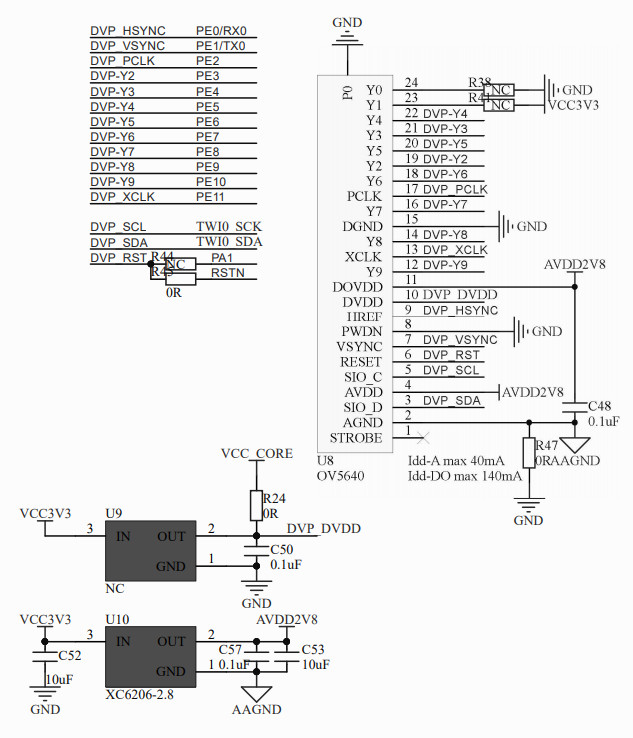 GND
DVP_HSYNC PE0/RX0
DVP_VSYNC PE1/TX0
DVP_PCLK PE2
DVP-Y2 PE3
DVP-Y3 PE4
DVP-Y4 PE5
DVP-Y5 PE6
DVP-Y6 PE7
DVP-Y7 PE8
DVP-Y8 PE9
DVP-Y9 PE10
DVP_XCLK PE11
DVP_SCL TWI0_SCK
DVP_SDA TWI0_SDA
DVP_RST R44 NC PA1
R45 RSTN
0R
P0
Y0 24 R38 NC GND
Y1 23 R41 NC VCC3V3
Y4 22 DVP-Y4
Y3 21 DVP-Y3
Y5 20 DVP-Y5
Y2 19 DVP-Y2
Y6 18 DVP-Y6
PCLK 17 DVP_PCLK
Y7 16 DVP-Y7
DGND 15 GND
Y8 14 DVP-Y8
XCLK 13 DVP_XCLK
Y9 12 DVP-Y9 AVDD2V8
DOVDD 11
DVDD 10 DVP_DVDD
HREF 9 DVP_HSYNC
PWDN 8 GND
VSYNC 7 DVP_VSYNC
RESET 6 DVP_RST
SIO_C 5 DVP_SCL
AVDD 4 AVDD2V8
SIO_D 3 DVP_SDA C48
AGND 2 0.1uF
STROBE 1
R47
U8 Idd-A max 40mA 0R AAGND
OV5640 Idd-DO max 140mA
GND
VCC_CORE
R24
0R
VCC3V3 U9
3 IN OUT 2 DVP_DVDD
C50
GND 1 0.1uF
NC
GND
VCC3V3 U10 AVDD2V8
3 IN OUT 2
C52 C57 C53
GND 1 0.1uF 10uF
10uF
XC6206-2.8
GND AAGND